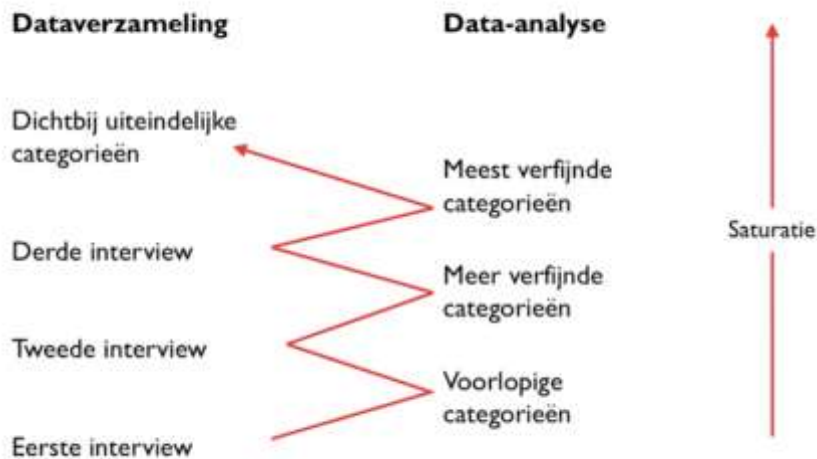 Dataverzameling
Data-analyse
Dichtbij uiteindelijke
categorieën
Meest verfijnde
categorieën
Saturatie
Derde interview
Meer verfijnde
categorieën
Tweede interview
Voorlopige
categorieën
Eerste interview